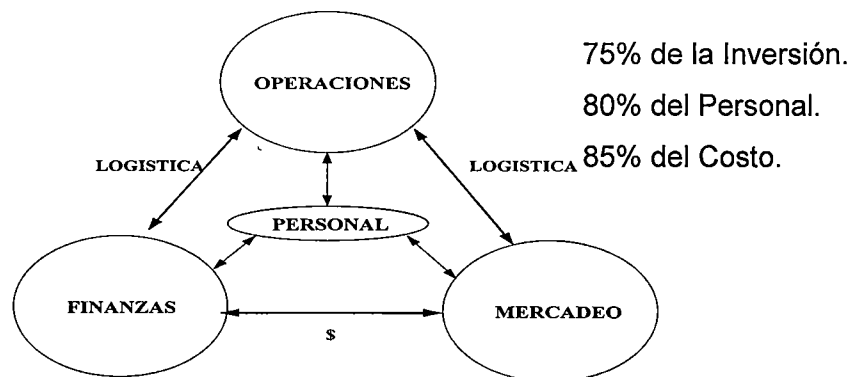 OPERACIONES
75% de la Inversión.
80% del Personal.
85% del Costo.
LOGISTICA
LOGISTICA
PERSONAL
FINANZAS
MERCADEO
$